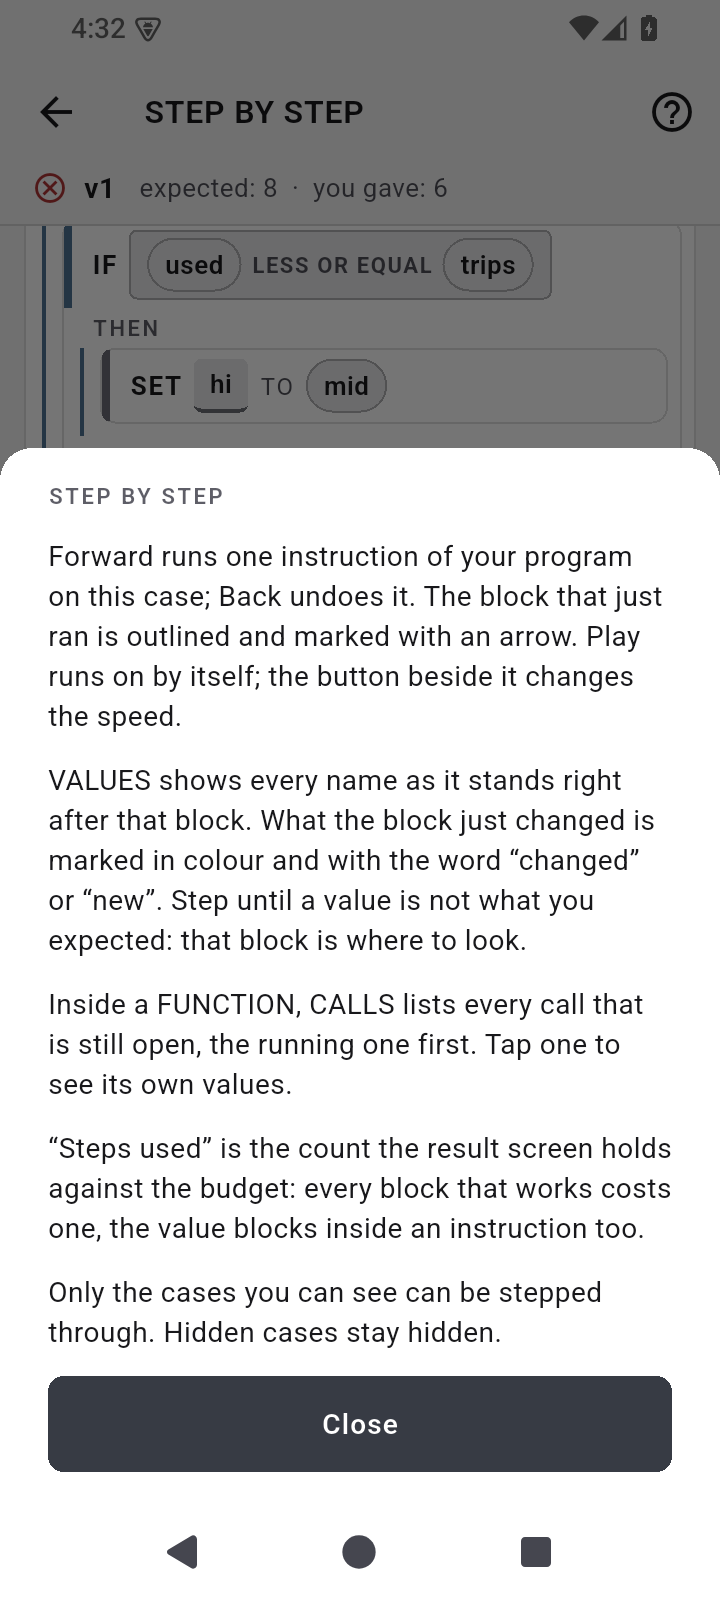 4:32
STEP BY STEP
v1 expected: 8 · you gave: 6
IF used LESS OR EQUAL trips
THEN
SET hi TO mid
STEP BY STEP
Forward runs one instruction of your program
on this case; Back undoes it. The block that just
ran is outlined and marked with an arrow. Play
runs on by itself; the button beside it changes
the speed.
VALUES shows every name as it stands right
after that block. What the block just changed is
marked in colour and with the word “changed”
or “new”. Step until a value is not what you
expected: that block is where to look.
Inside a FUNCTION, CALLS lists every call that
is still open, the running one first. Tap one to
see its own values.
“Steps used” is the count the result screen holds
against the budget: every block that works costs
one, the value blocks inside an instruction too.
Only the cases you can see can be stepped
through. Hidden cases stay hidden.
Close